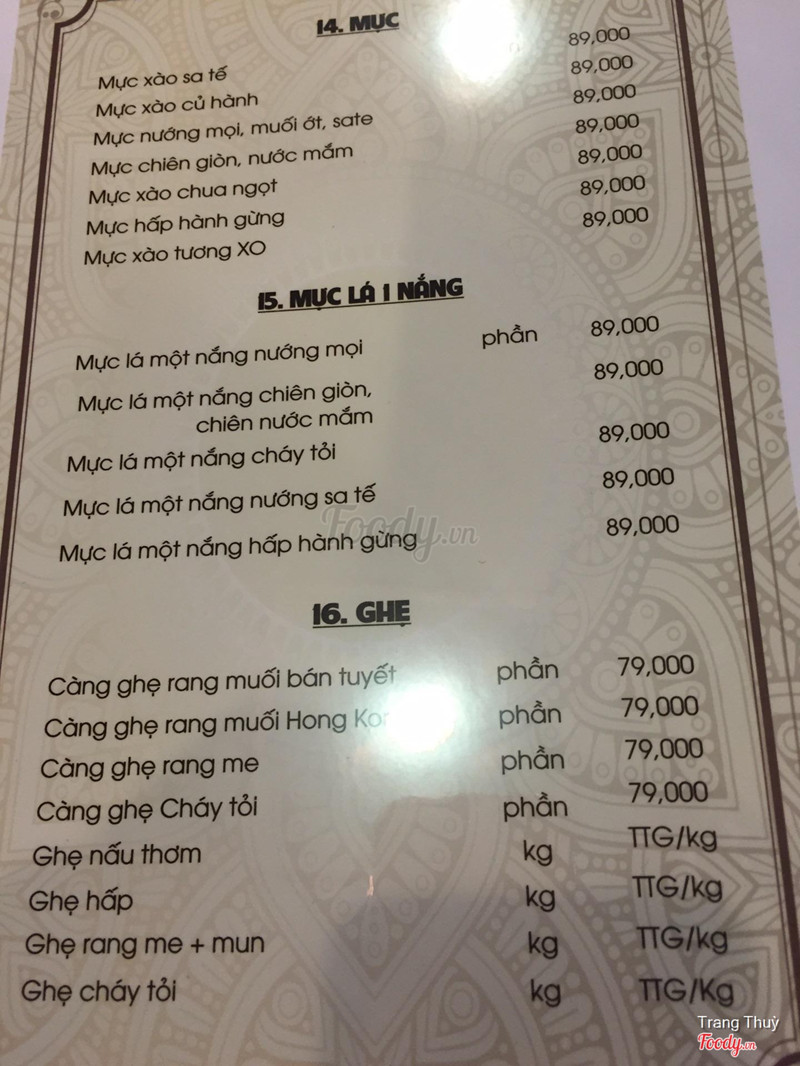 14. MỰC
Mực xào sa tế 89,000
Mực xào củ hành 89,000
Mực nướng mọi, muối ớt, sate 89,000
Mực chiên giòn, nước mắm 89,000
Mực xào chua ngọt 89,000
Mực hấp hành gừng 89,000
Mực xào tương XO 89,000
15. MỰC LÁ 1 NẮNG
Mực lá một nắng nướng mọi phần 89,000
Mực lá một nắng chiên giòn, 89,000
chiên nước mắm
Mực lá một nắng cháy tỏi 89,000
Mực lá một nắng nướng sa tế 89,000
Mực lá một nắng hấp hành gừng 89,000
Foody.vn
16. GHẸ
Càng ghẹ rang muối bán tuyết phần 79,000
Càng ghẹ rang muối Hong phần 79,000
Càng ghẹ rang me phần 79,000
Càng ghẹ Cháy tỏi phần 79,000
Ghẹ nấu thơm kg TTG/kg
Ghẹ hấp kg TTG/kg
Ghẹ rang me + mun kg TTG/kg
Ghẹ cháy tỏi kg TTG/Kg
Trang Thuỳ
Foody.vn